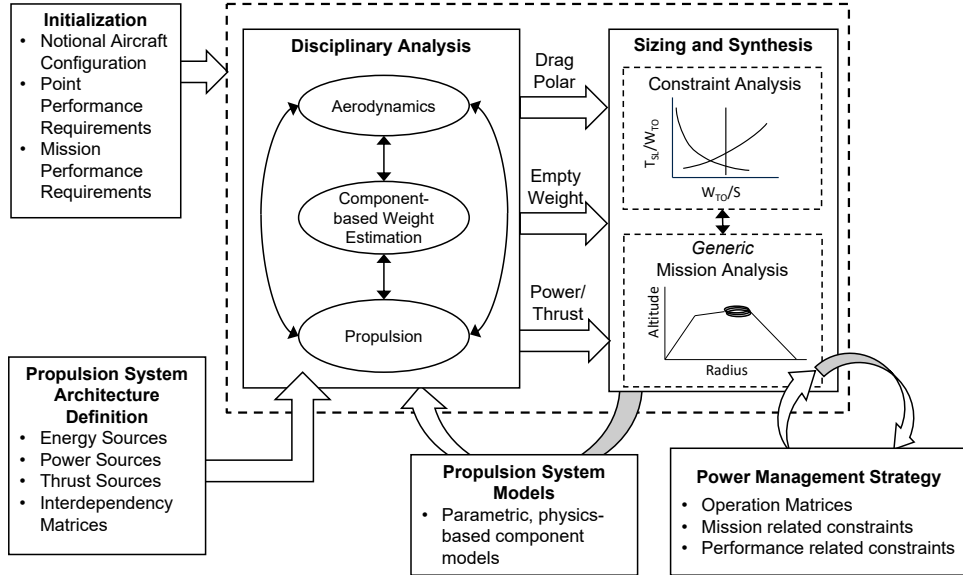 Initialization
• Notional Aircraft
Configuration
• Point
Performance
Requirements
• Mission
Performance
Requirements
Disciplinary Analysis
Aerodynamics
Component-
based Weight
Estimation
Propulsion
Drag
Polar
Empty
Weight
Power/
Thrust
Sizing and Synthesis
Constraint Analysis
T_SL/W_TO
W_TO/S
Generic
Mission Analysis
Altitude
Radius
Propulsion System
Architecture
Definition
• Energy Sources
• Power Sources
• Thrust Sources
• Interdependency
Matrices
Propulsion System
Models
• Parametric, physics-
based component
models
Power Management Strategy
• Operation Matrices
• Mission related constraints
• Performance related constraints